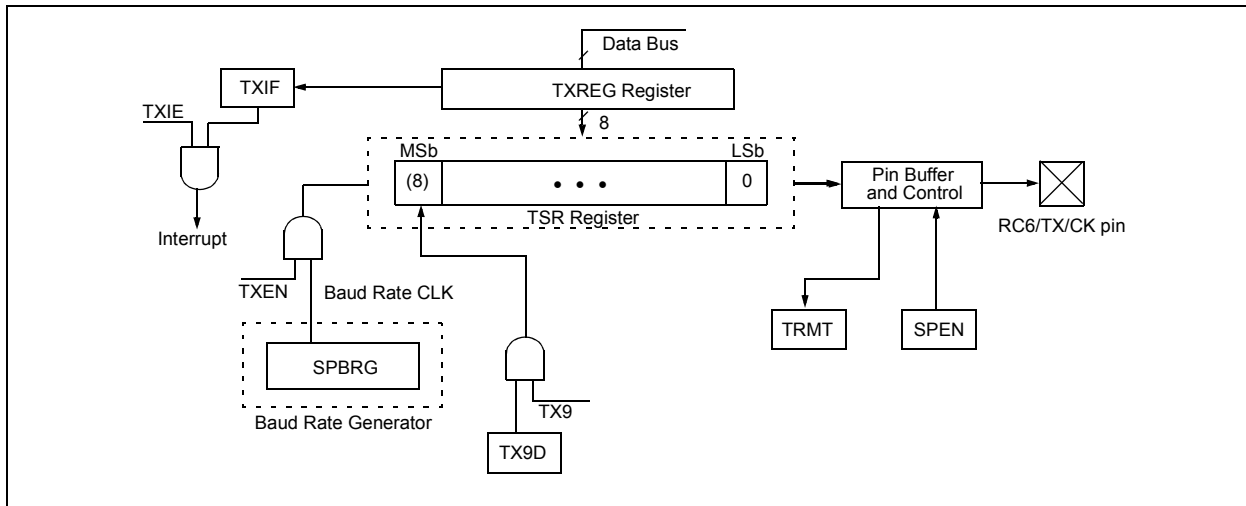 Data Bus
TXIF
TXREG Register
TXIE
8
MSb
LSb
(8)
• • •
0
Pin Buffer
and Control
TSR Register
Interrupt
RC6/TX/CK pin
TXEN
Baud Rate CLK
TRMT
SPEN
SPBRG
TX9
Baud Rate Generator
TX9D